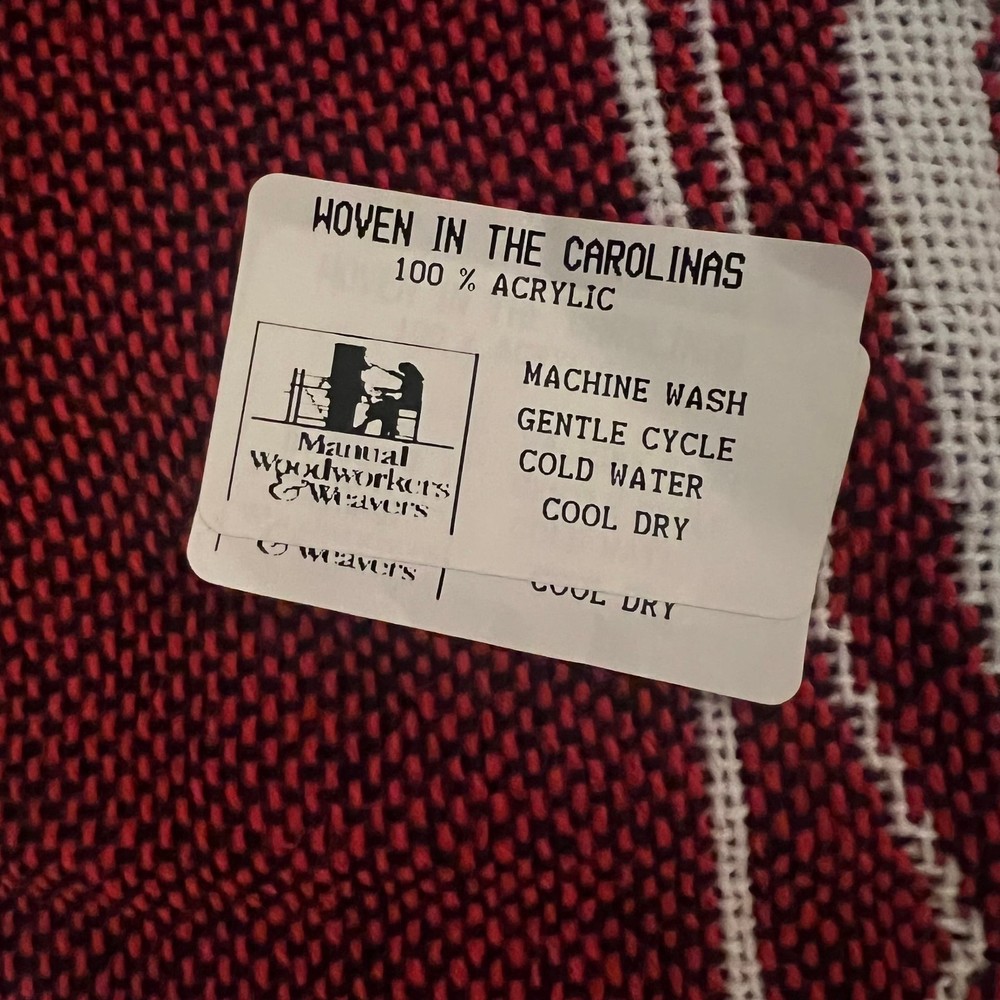 WOVEN IN THE CAROLINAS
100 % ACRYLIC
Manual
Woodworkers
& Weavers
MACHINE WASH
GENTLE CYCLE
COLD WATER
COOL DRY
& Weavers
COOL DRY